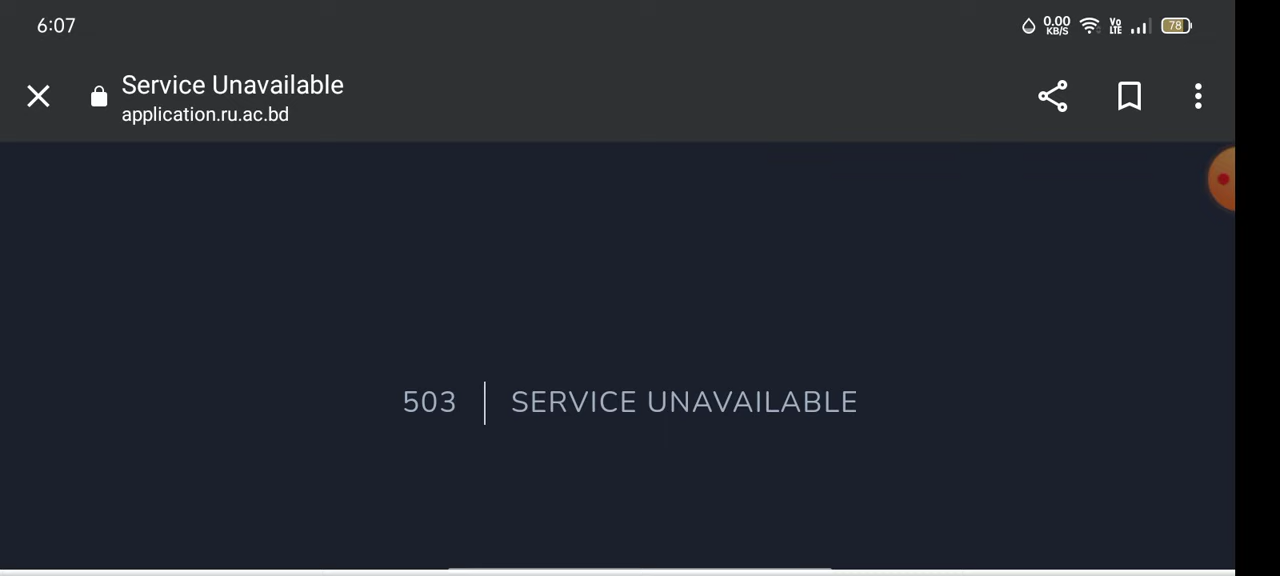 6:07
0.00
KB/S
Vo
LTE
78
Service Unavailable
application.ru.ac.bd
503
SERVICE UNAVAILABLE